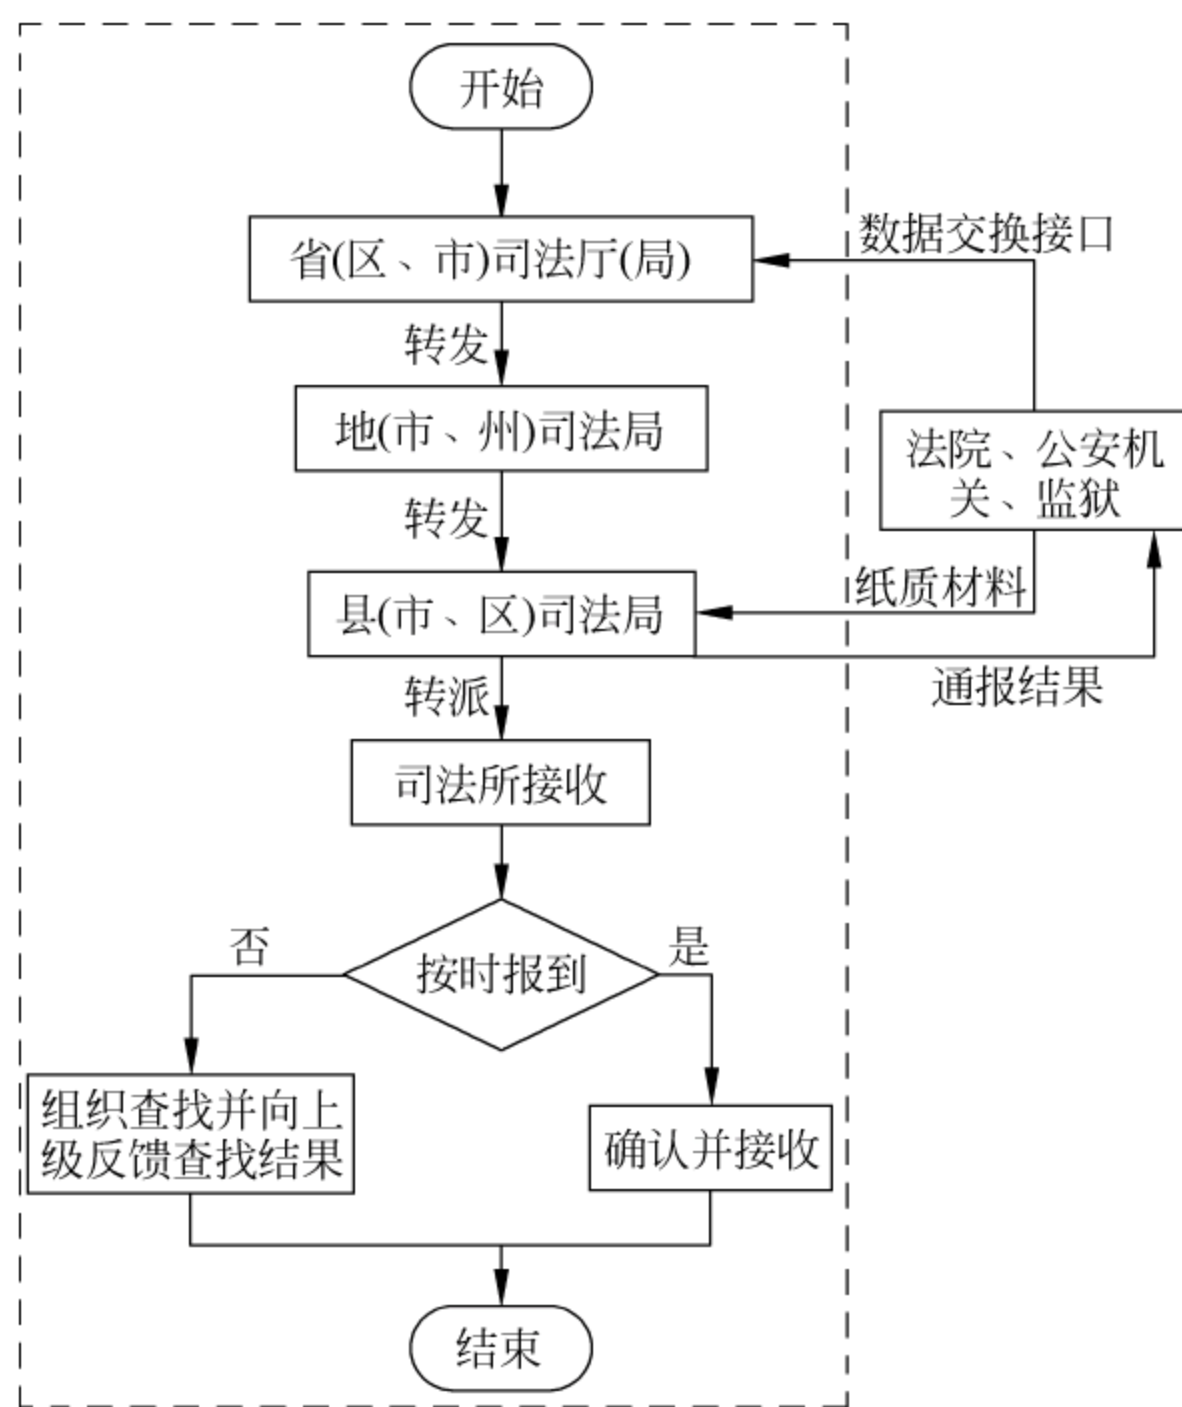 开始
数据交换接口
省(区、市)司法厅(局)
转发
地(市、州)司法局
法院、公安机
关、监狱
转发
纸质材料
县(市、区)司法局
通报结果
转派
司法所接收
否
是
按时报到
组织查找并向上
级反馈查找结果
确认并接收
结束